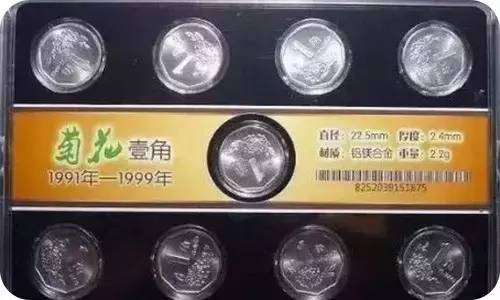 菊花壹角
1991年—1999年
直径：22.5mm 厚度：2.4mm
材质：铝镁合金 重量：2.2g
8252039151875